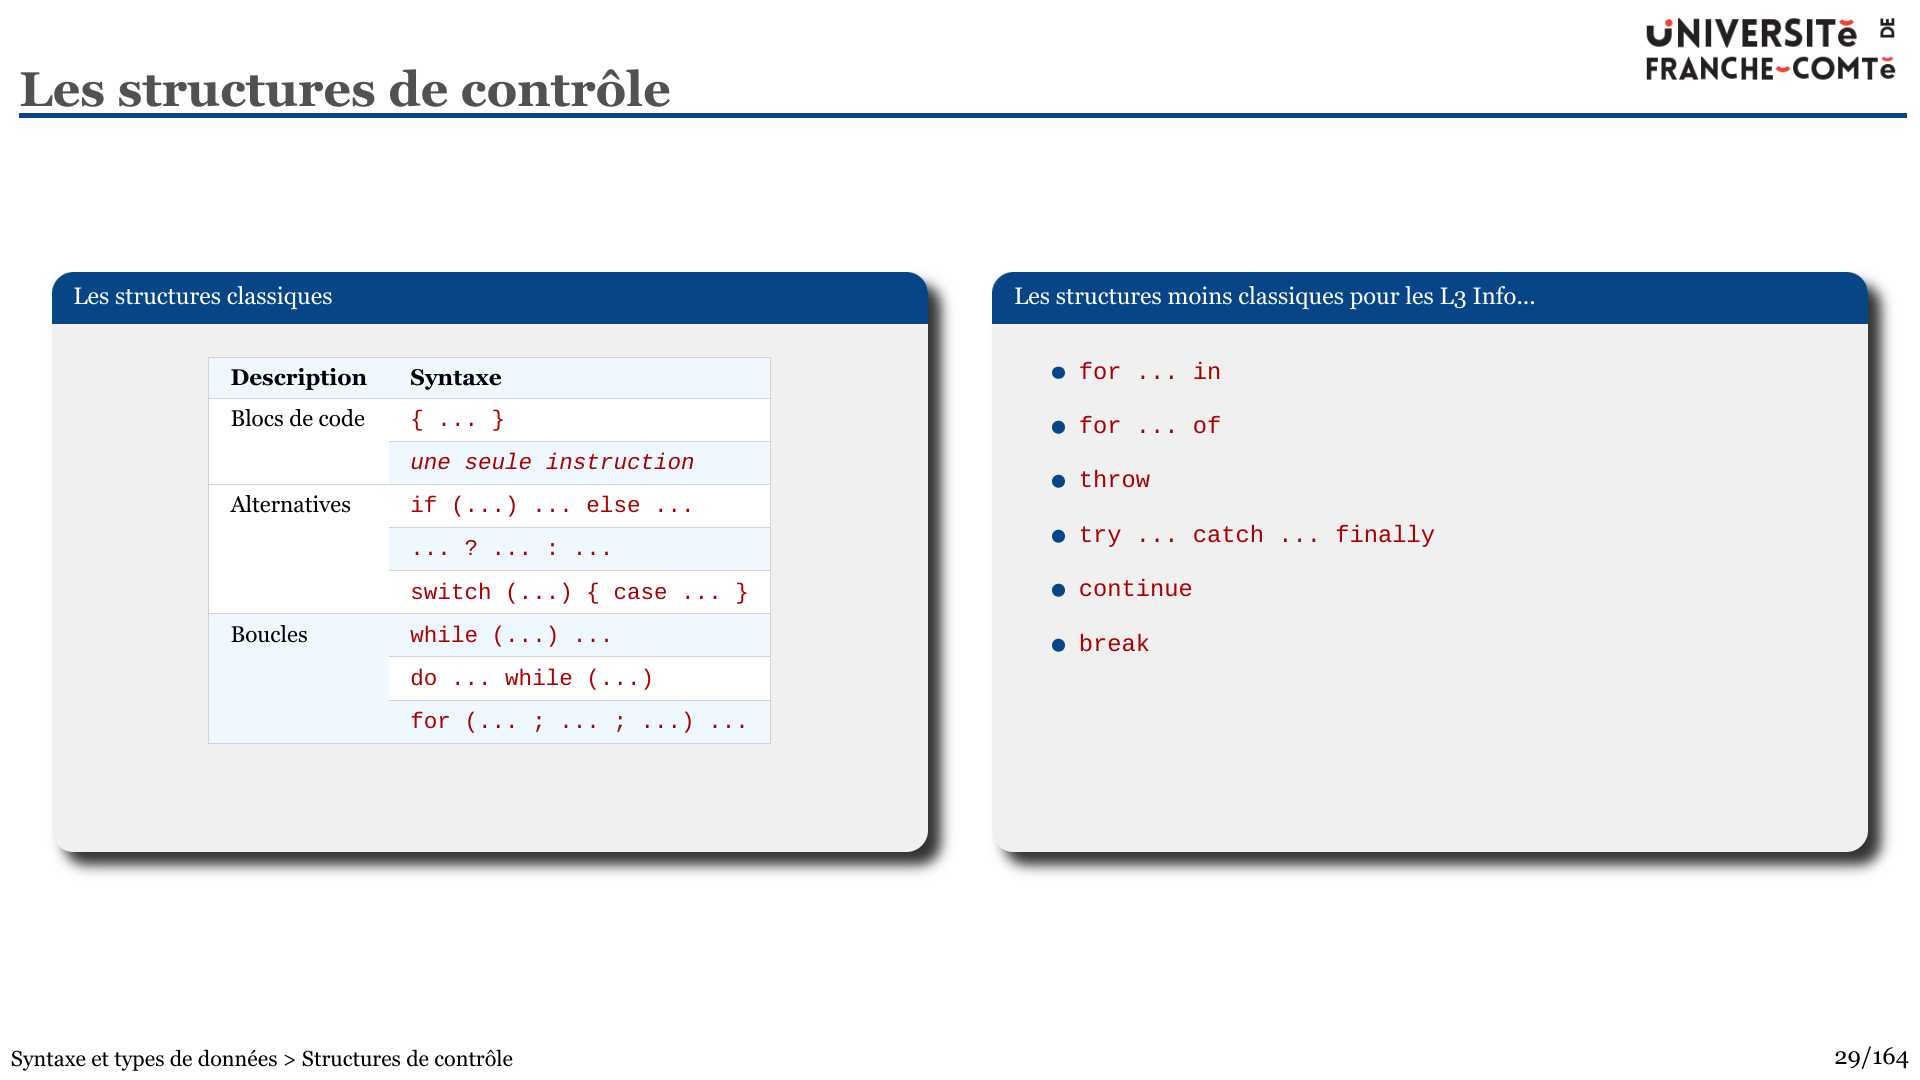 UNIVERSITé DE
FRANCHE-COMTé
Les structures de contrôle
Les structures classiques
Description Syntaxe
Blocs de code { ... }
une seule instruction
Alternatives if (...) ... else ...
... ? ... : ...
switch (...) { case ... }
Boucles while (...) ...
do ... while (...)
for (... ; ... ; ...) ...
Les structures moins classiques pour les L3 Info...
for ... in
for ... of
throw
try ... catch ... finally
continue
break
Syntaxe et types de données > Structures de contrôle
29/164